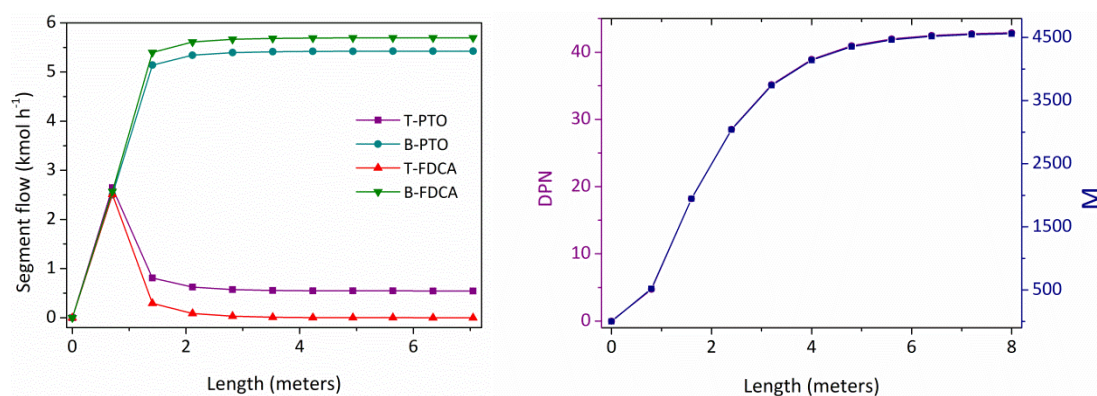 6
5
4
3
2
1
0
Segment flow (kmol h⁻¹)
T-PTO
B-PTO
T-FDCA
B-FDCA
0 2 4 6
Length (meters)
40
30
20
10
0
DPN
4500
3500
2500
1500
500
M
0 2 4 6 8
Length (meters)